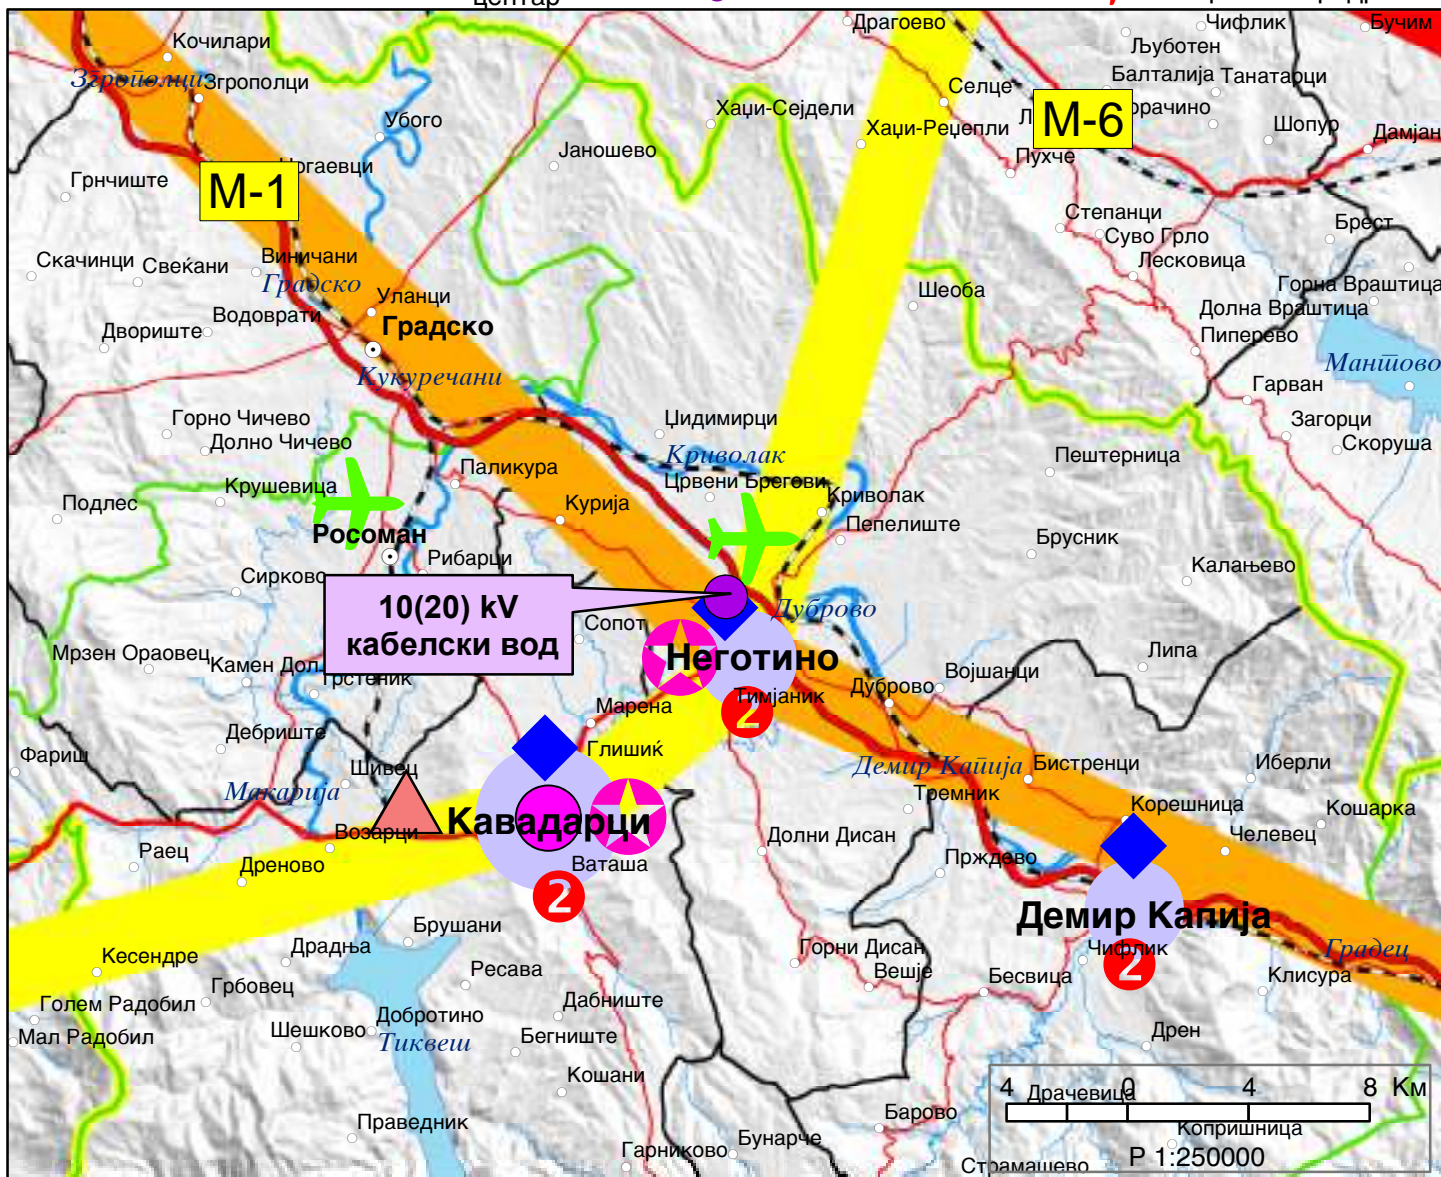 центар
Драгоево
Чифлик
Бучим
Кочилари
Љуботен
Згрополци
Згрополци
Балталија
Танатарци
Селце
М-6
Хаџи-Сејдели
Убого
Хаџи-Реџепли
Шопур
Дамјан
Јаношево
Пухче
М-1
Грнчиште
Степанци
Брест
Суво Грло
Скачинци
Свеќани
Виничани
Лесковица
Градско
Горна Враштица
Уланци
Шеоба
Долна Враштица
Водоврати
Двориште
Градско
Пиперево
Мантово
Кукуречани
Гарван
Горно Чичево
Џидимирци
Загорци
Долно Чичево
Скоруша
Криволак
Паликура
Пештерница
Крушевица
Црвени Брегови
Криволак
Подлес
Курија
Пепелиште
Росоман
Брусник
Рибарци
Калањево
Сирково
10(20) kV
кабелски вод
Дуброво
Сопот
Мрзен Ораовец
Камен Дол
Неготино
Војшанци
Липа
Грстеник
Тимјаник
Дуброво
2
Марена
Дебриште
Глишиќ
Фариш
Шивец
Демир Капија
Бистренци
Иберли
Макарија
Тремник
Корешница
Кошарка
Кавадарци
Возарци
Долни Дисан
Челевец
Раец
Дреново
Ваташа
Прждево
2
Демир Капија
Брушани
Драдња
Горни Дисан
Чифлик
Градец
Кесендре
Ресава
Вешје
Бесвица
2
Клисура
Грбовец
Голем Радобил
Дабниште
Добротино
Мал Радобил
Шешково
Тиквеш
Бегниште
Дрен
Кошани
4 0 4 8 Км
Драчевица
Праведник
Барово
Бунарче
Копришница
Гарниково
Р 1:250000
Страмашево